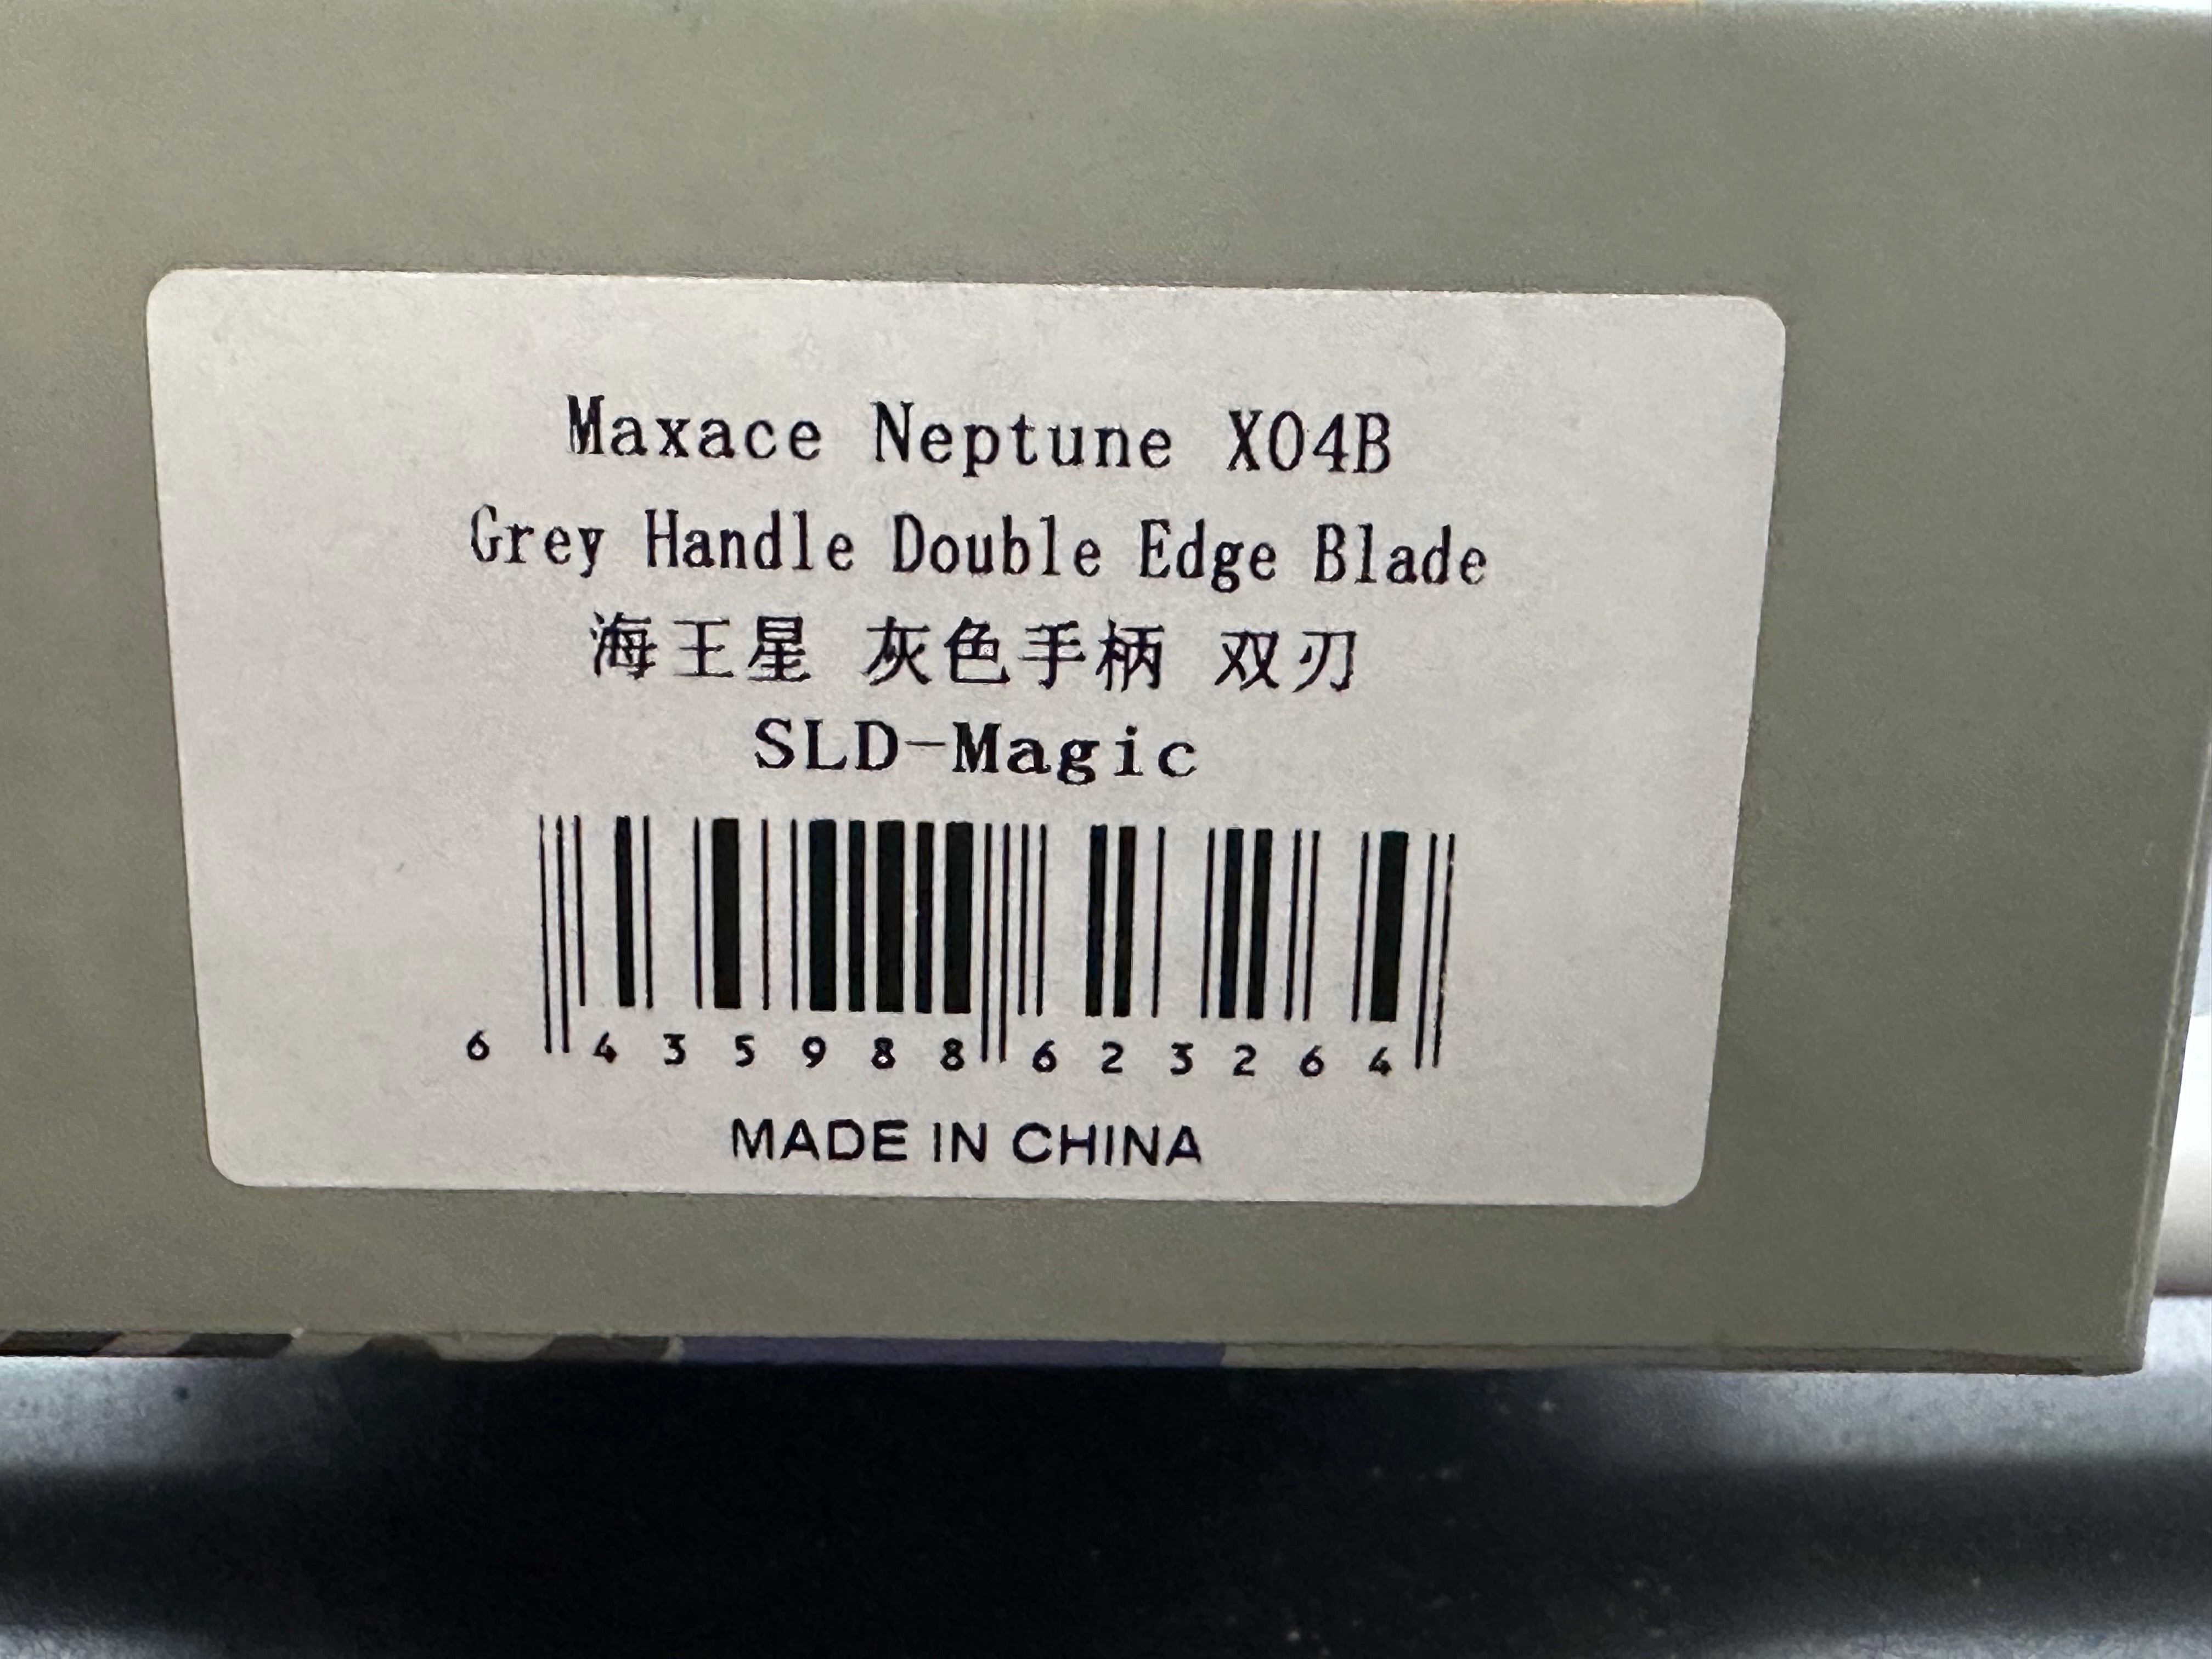 Maxace Neptune X04B
Grey Handle Double Edge Blade
海王星 灰色手柄 双刃
SLD-Magic
6 435988 623264
MADE IN CHINA